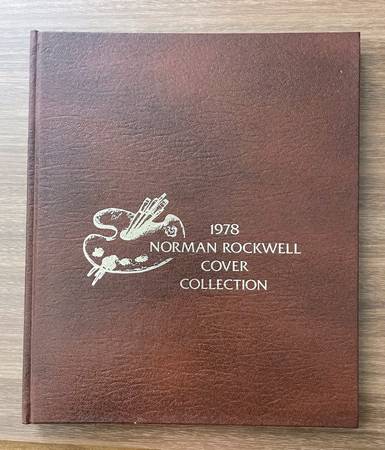 1978
NORMAN ROCKWELL
COVER
COLLECTION